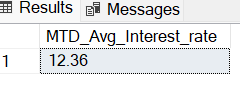 Results Messages
MTD_Avg_Interest_rate
1 12.36